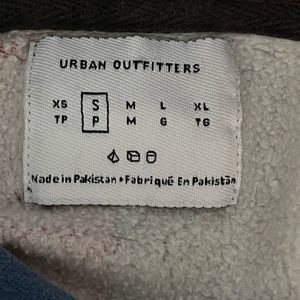 URBAN OUTFITTERS
XS S M L XL
TP P M G TG
Made in Pakistan • Fabriqué En Pakistan